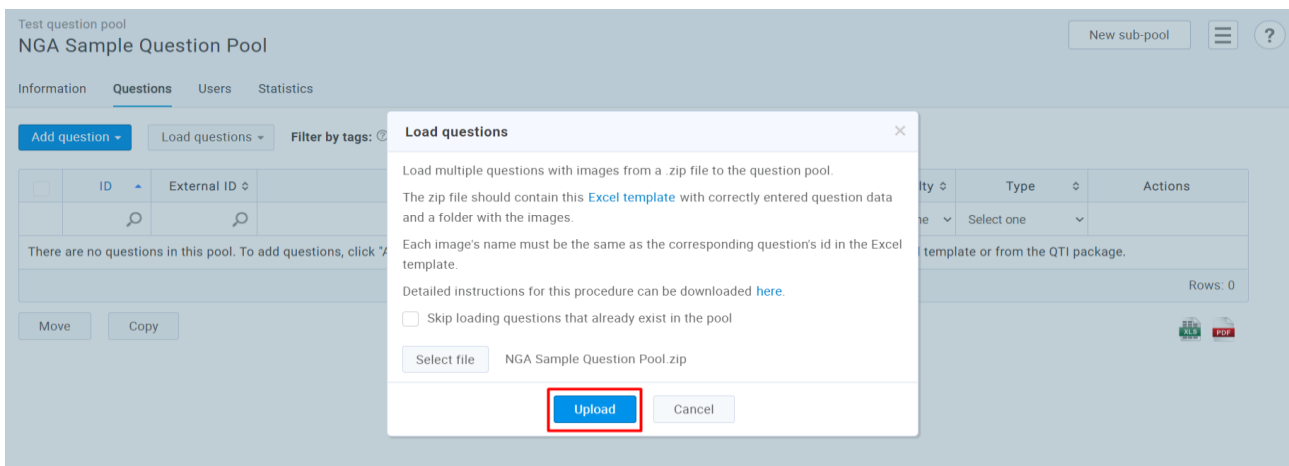 Test question pool
NGA Sample Question Pool
New sub-pool
?
Information Questions Users Statistics
Add question Load questions Filter by tags:
Load questions
Load multiple questions with images from a .zip file to the question pool.
The zip file should contain this Excel template with correctly entered question data
and a folder with the images.
Each image's name must be the same as the corresponding question's id in the Excel
template.
Detailed instructions for this procedure can be downloaded here.
Skip loading questions that already exist in the pool
Select file NGA Sample Question Pool.zip
Upload Cancel
ID External ID lty Type Actions
ne Select one
There are no questions in this pool. To add questions, click "A l template or from the QTI package.
Rows: 0
Move Copy
XLS PDF